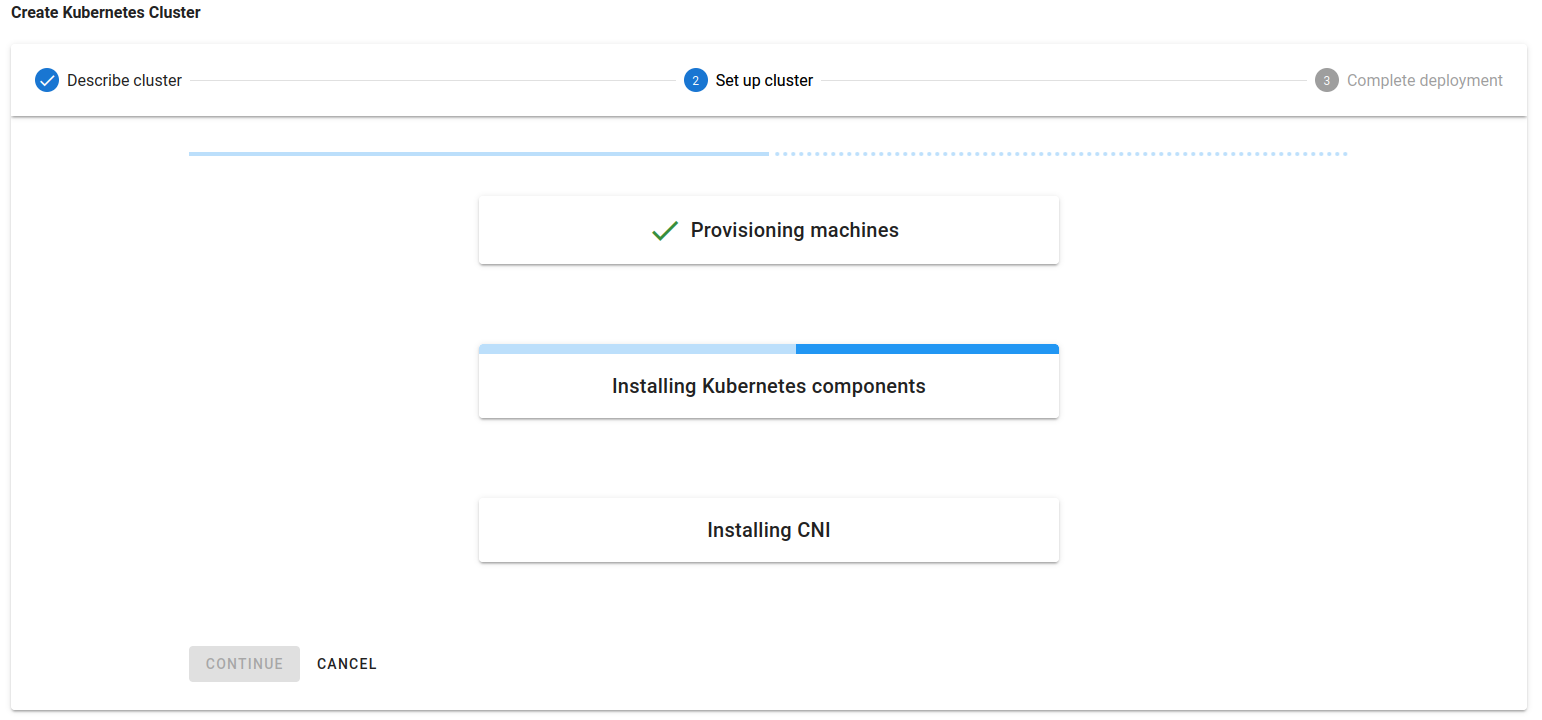 Create Kubernetes Cluster
Describe cluster
2 Set up cluster
3 Complete deployment
Provisioning machines
Installing Kubernetes components
Installing CNI
CONTINUE CANCEL